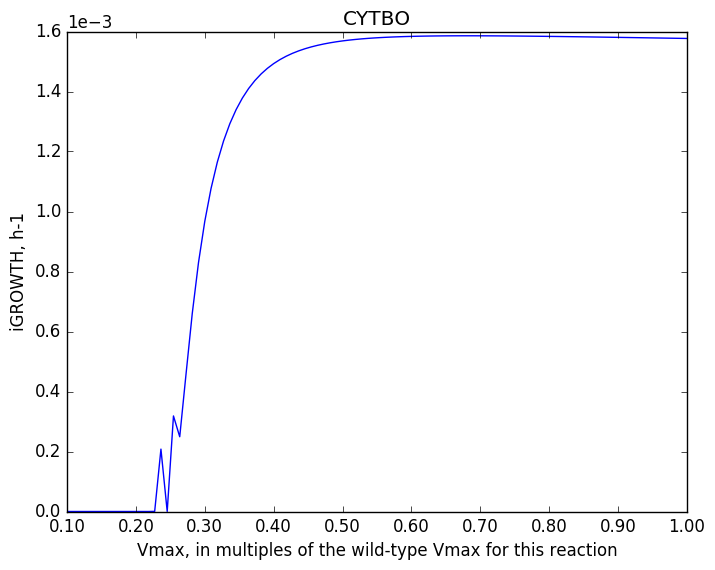 CYTBO
1e−3
1.6
1.4
1.2
1.0
0.8
0.6
0.4
0.2
0.0
iGROWTH, h-1
0.10 0.20 0.30 0.40 0.50 0.60 0.70 0.80 0.90 1.00
Vmax, in multiples of the wild-type Vmax for this reaction